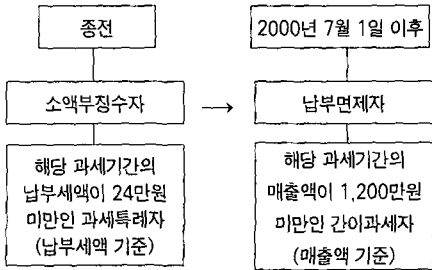 종전
소액부징수자
해당 과세기간의
납부세액이 24만원
미만인 과세특례자
(납부세액 기준)
→
2000년 7월 1일 이후
납부면제자
해당 과세기간의
매출액이 1,200만원
미만인 간이과세자
(매출액 기준)